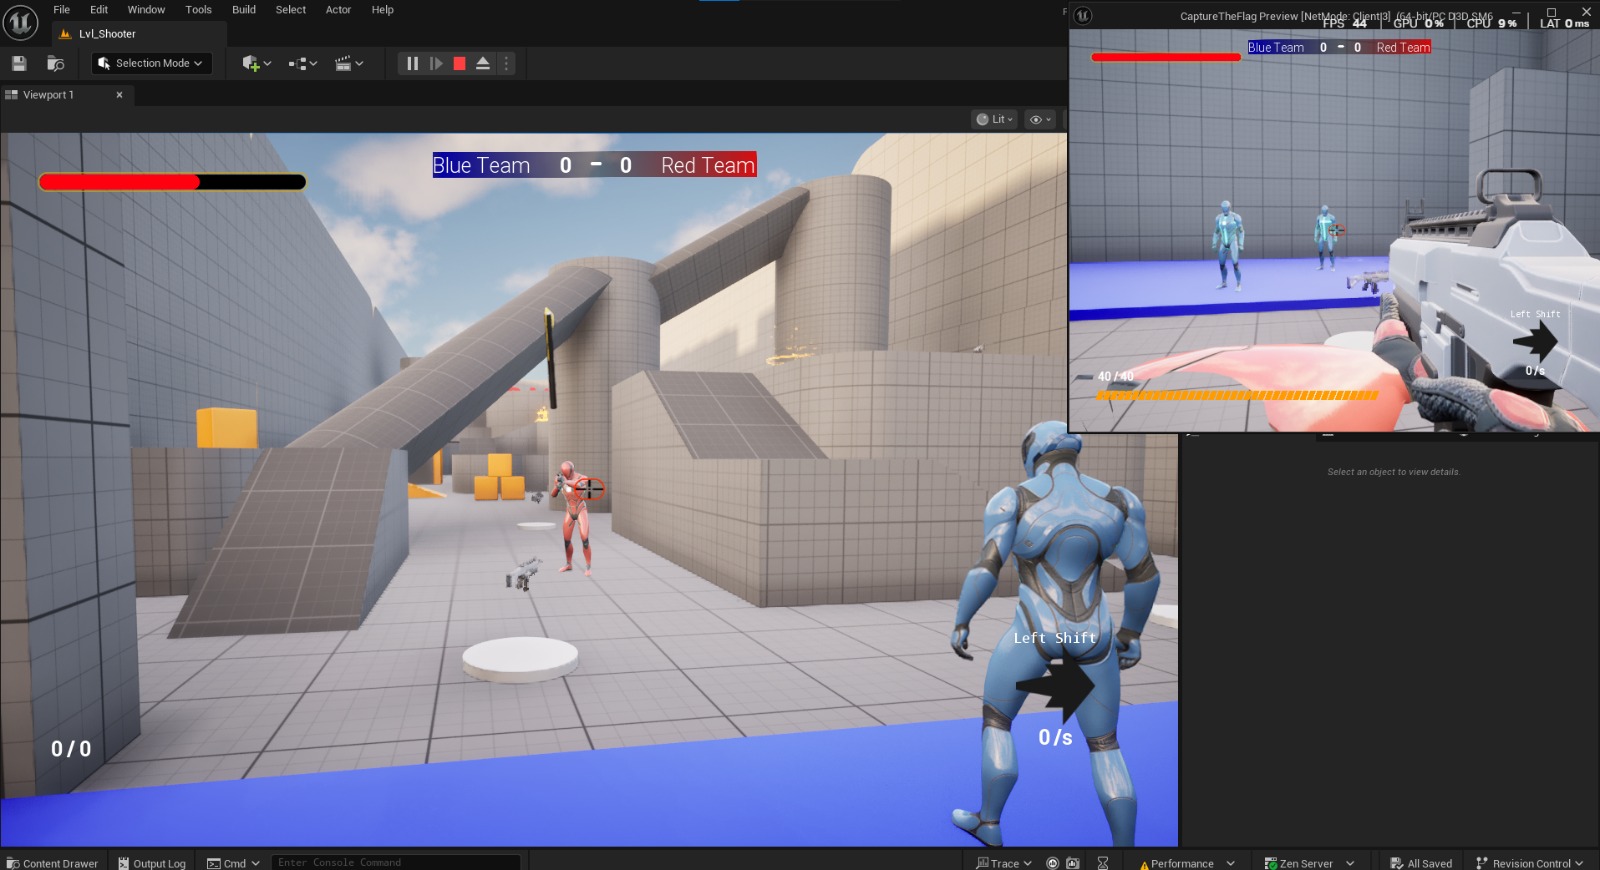 File Edit Window Tools Build Select Actor Help
Lvl_Shooter
Selection Mode
Viewport 1
Lit
Blue Team 0 - 0 Red Team
0/0
Left Shift
0/s
CaptureTheFlag Preview [NetMode: Client 3] (64-bit/PC D3D SM6
FPS 44 GPU 0% CPU 9% LAT 0 ms
Blue Team 0 - 0 Red Team
Left Shift
0/s
40/40
Select an object to view details.
Content Drawer Output Log Cmd Enter Console Command Trace Performance Zen Server All Saved Revision Control